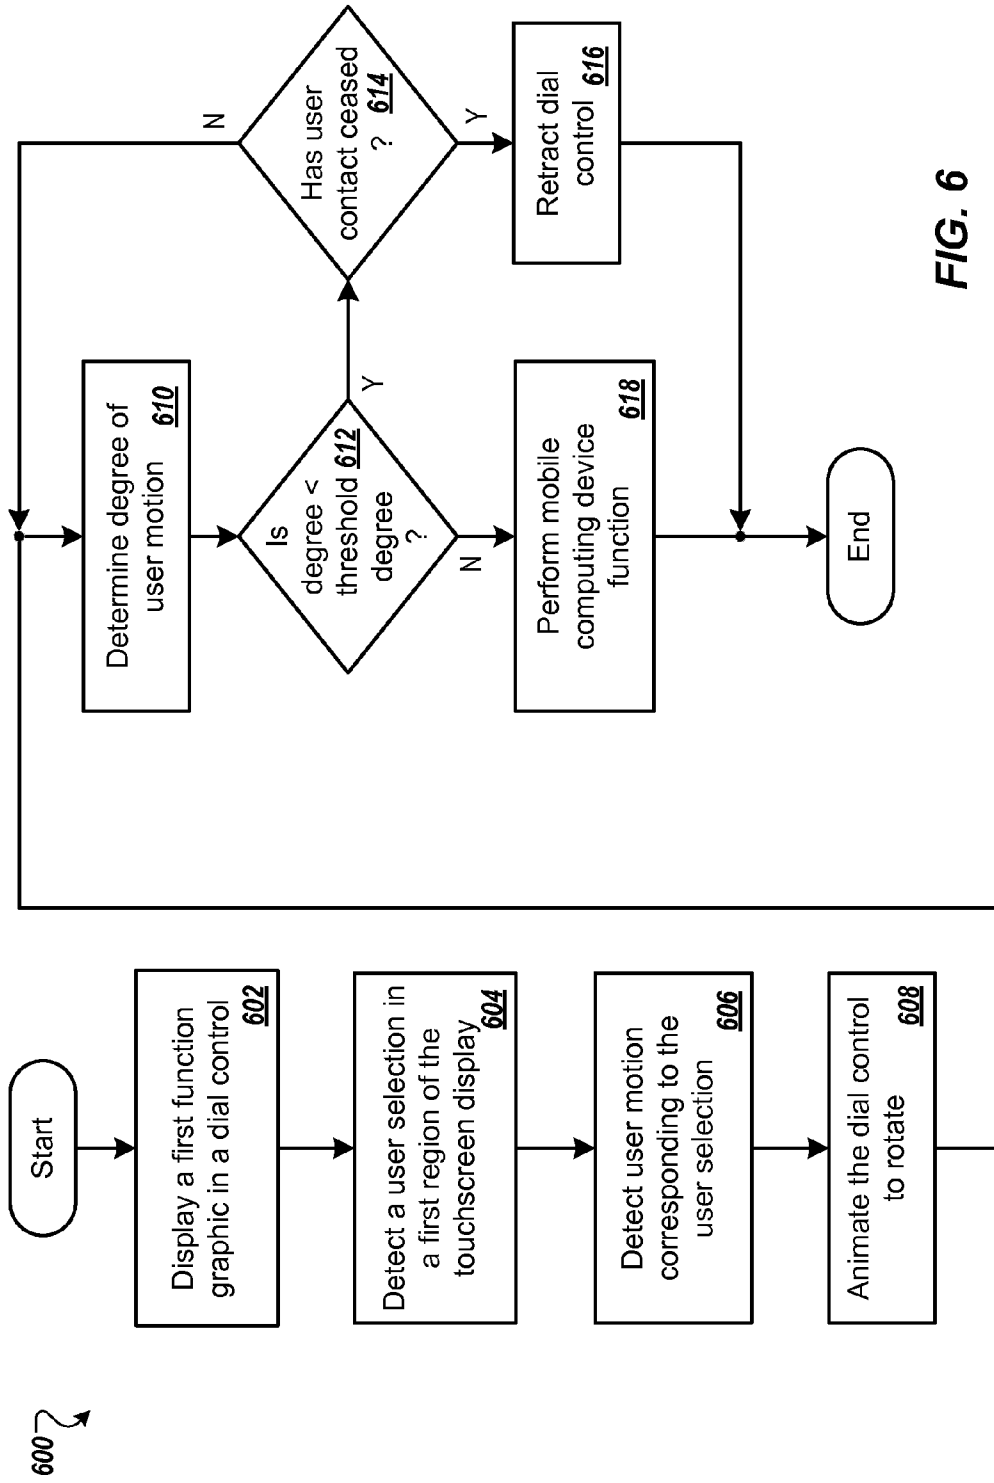 600
Start
Display a first function
graphic in a dial control
602
Detect a user selection in
a first region of the
touchscreen display
604
Detect user motion
corresponding to the
user selection
606
Animate the dial control
to rotate
608
Determine degree of
user motion
610
Is
degree <
threshold 612
degree
?
Y
N
Has user
contact ceased
? 614
N
Y
Retract dial
control 616
Perform mobile
computing device
function
618
End
FIG. 6